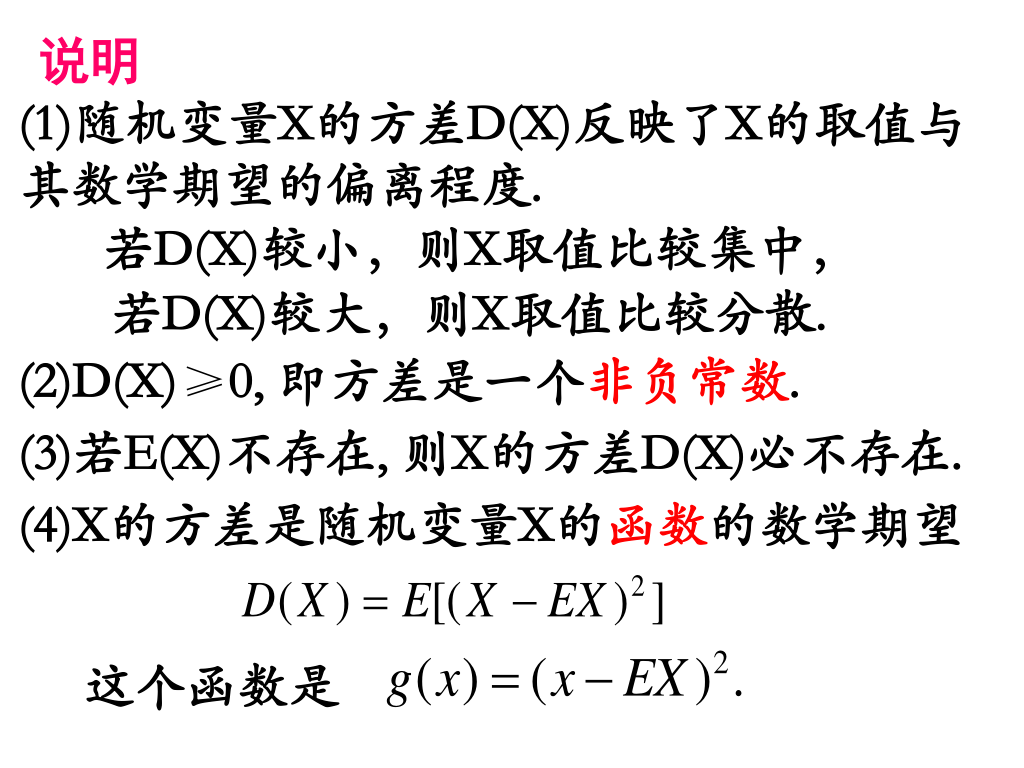 说明
(1)随机变量X的方差D(X)反映了X的取值与
其数学期望的偏离程度.
若D(X)较小，则X取值比较集中，
若D(X)较大，则X取值比较分散.
(2)D(X)≥0,即方差是一个非负常数.
(3)若E(X)不存在,则X的方差D(X)必不存在.
(4)X的方差是随机变量X的函数的数学期望
D(X) = E[(X − EX)²]
这个函数是 g(x) = (x − EX)².